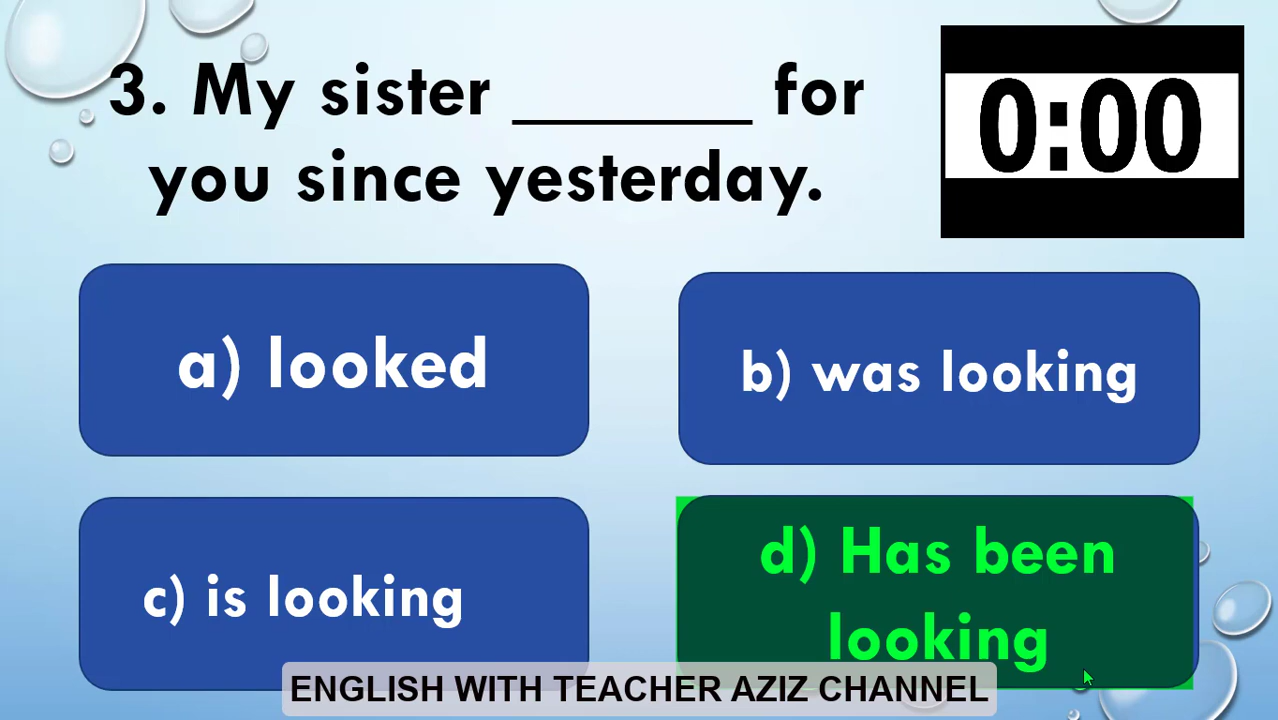 3. My sister _______ for
you since yesterday.
0:00
a) looked
b) was looking
c) is looking
d) Has been
looking
ENGLISH WITH TEACHER AZIZ CHANNEL